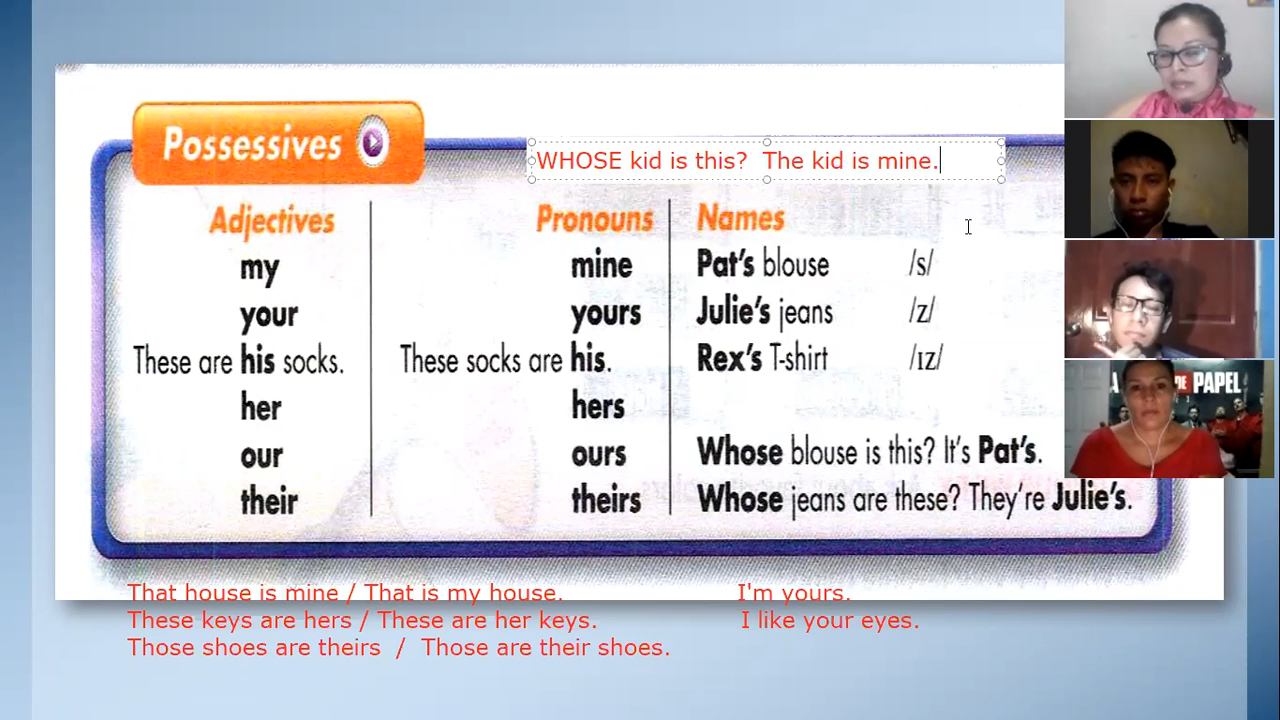 Possessives
WHOSE kid is this?  The kid is mine.
Adjectives
my
your
These are his socks.
her
our
their
Pronouns
mine
yours
These socks are his.
hers
ours
theirs
Names
Pat's blouse /s/
Julie's jeans /z/
Rex's T-shirt /ɪz/
Whose blouse is this? It's Pat's.
Whose jeans are these? They're Julie's.
That house is mine / That is my house.
These keys are hers / These are her keys.
Those shoes are theirs  /  Those are their shoes.
I'm yours.
I like your eyes.
DE PAPEL